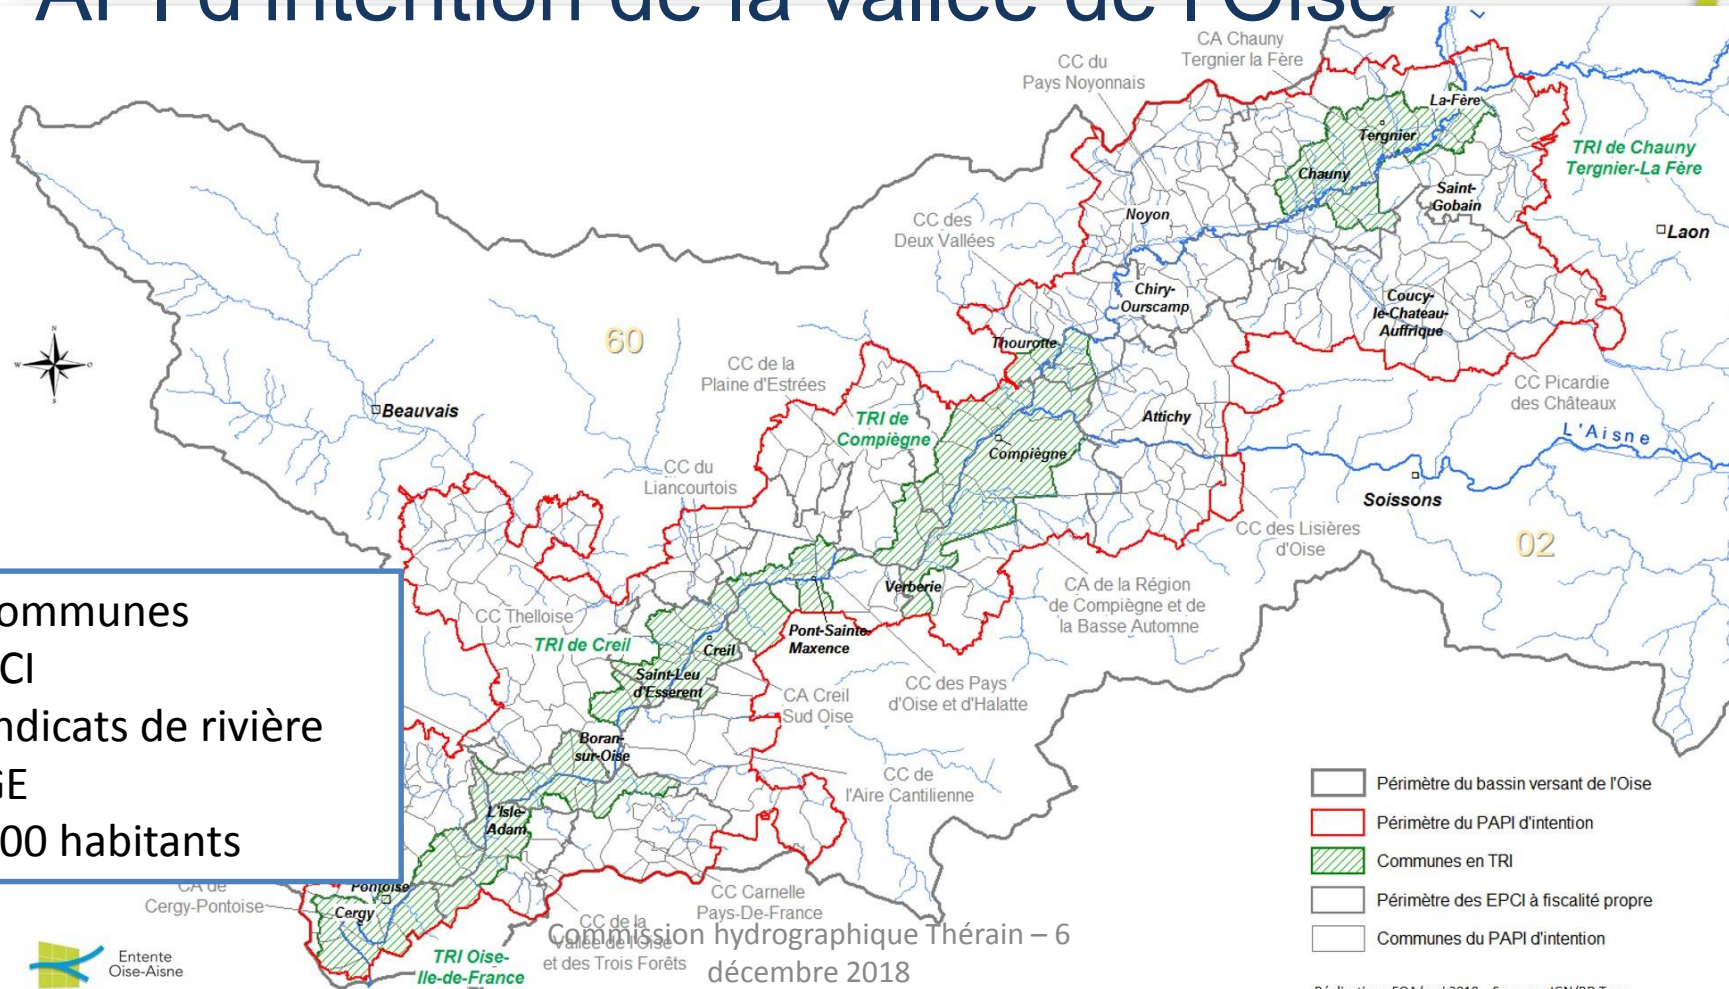 API d'intention de la vallée de l'Oise
CA Chauny
Tergnier la Fère
CC du
Pays Noyonnais
La-Fère
Tergnier
TRI de Chauny
Tergnier-La Fère
Chauny
Saint-
Gobain
Noyon
CC des
Deux Vallées
Laon
Chiry-
Ourscamp
Coucy-
le-Chateau-
Auffrique
60
Thourotte
N
W
O
S
CC de la
Plaine d'Estrées
CC Picardie
des Châteaux
Beauvais
TRI de
Compiègne
Attichy
L'Aisne
Compiègne
CC du
Liancourtois
Soissons
CC des Lisières
d'Oise
02
ommunes
CI
ndicats de rivière
GE
00 habitants
Verberie
CA de la Région
de Compiègne et de
la Basse Automne
CC Thelloise
TRI de Creil
Creil
Pont-Sainte-
Maxence
Saint-Leu
d'Esserent
CA Creil
Sud Oise
CC des Pays
d'Oise et d'Halatte
Boran-
sur-Oise
CC de
l'Aire Cantilienne
L'Isle-
Adam
Périmètre du bassin versant de l'Oise
Périmètre du PAPI d'intention
Communes en TRI
Périmètre des EPCI à fiscalité propre
Communes du PAPI d'intention
CA de
Cergy-Pontoise
Pontoise
Cergy
CC Carnelle
Pays-De-France
CC de la
Vallée de l'Oise
et des Trois Forêts
TRI Oise-
Ile-de-France
Commission hydrographique Thérain – 6
décembre 2018
Entente
Oise-Aisne